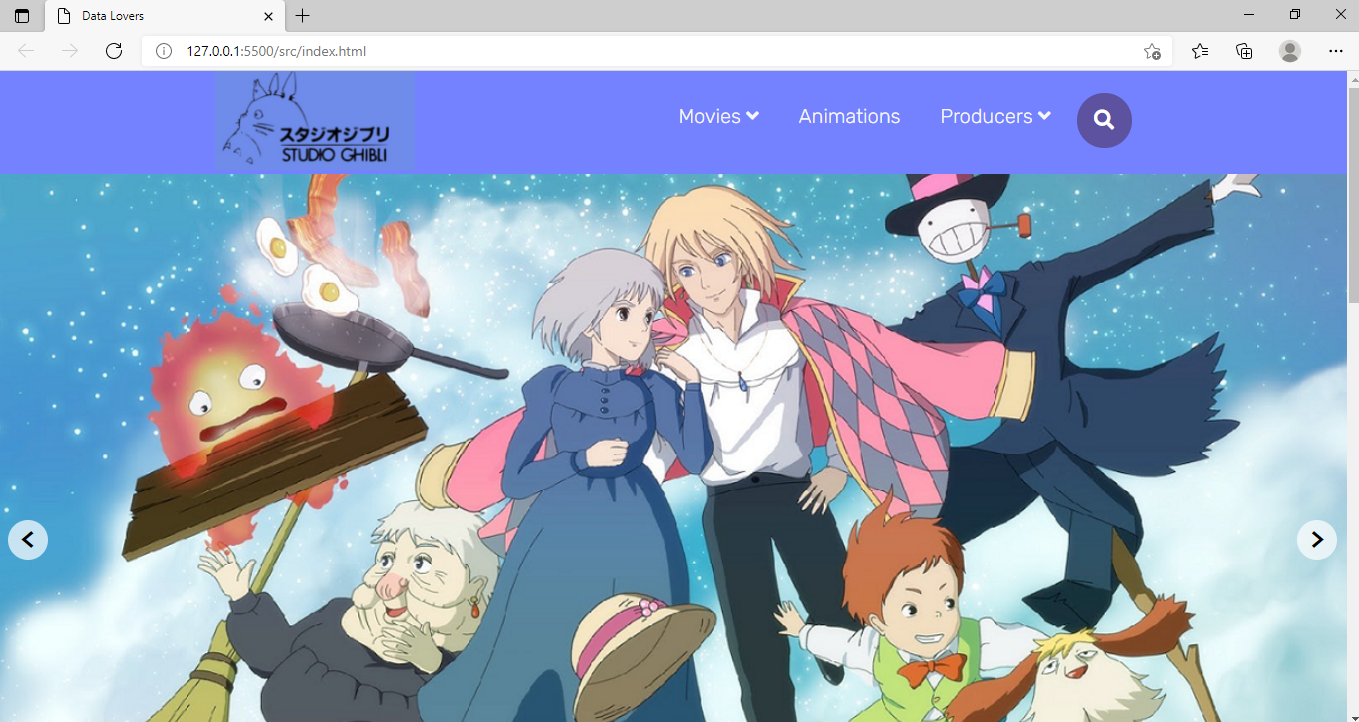 Data Lovers
127.0.0.1:5500/src/index.html
スタジオジブリ
STUDIO GHIBLI
Movies
Animations
Producers